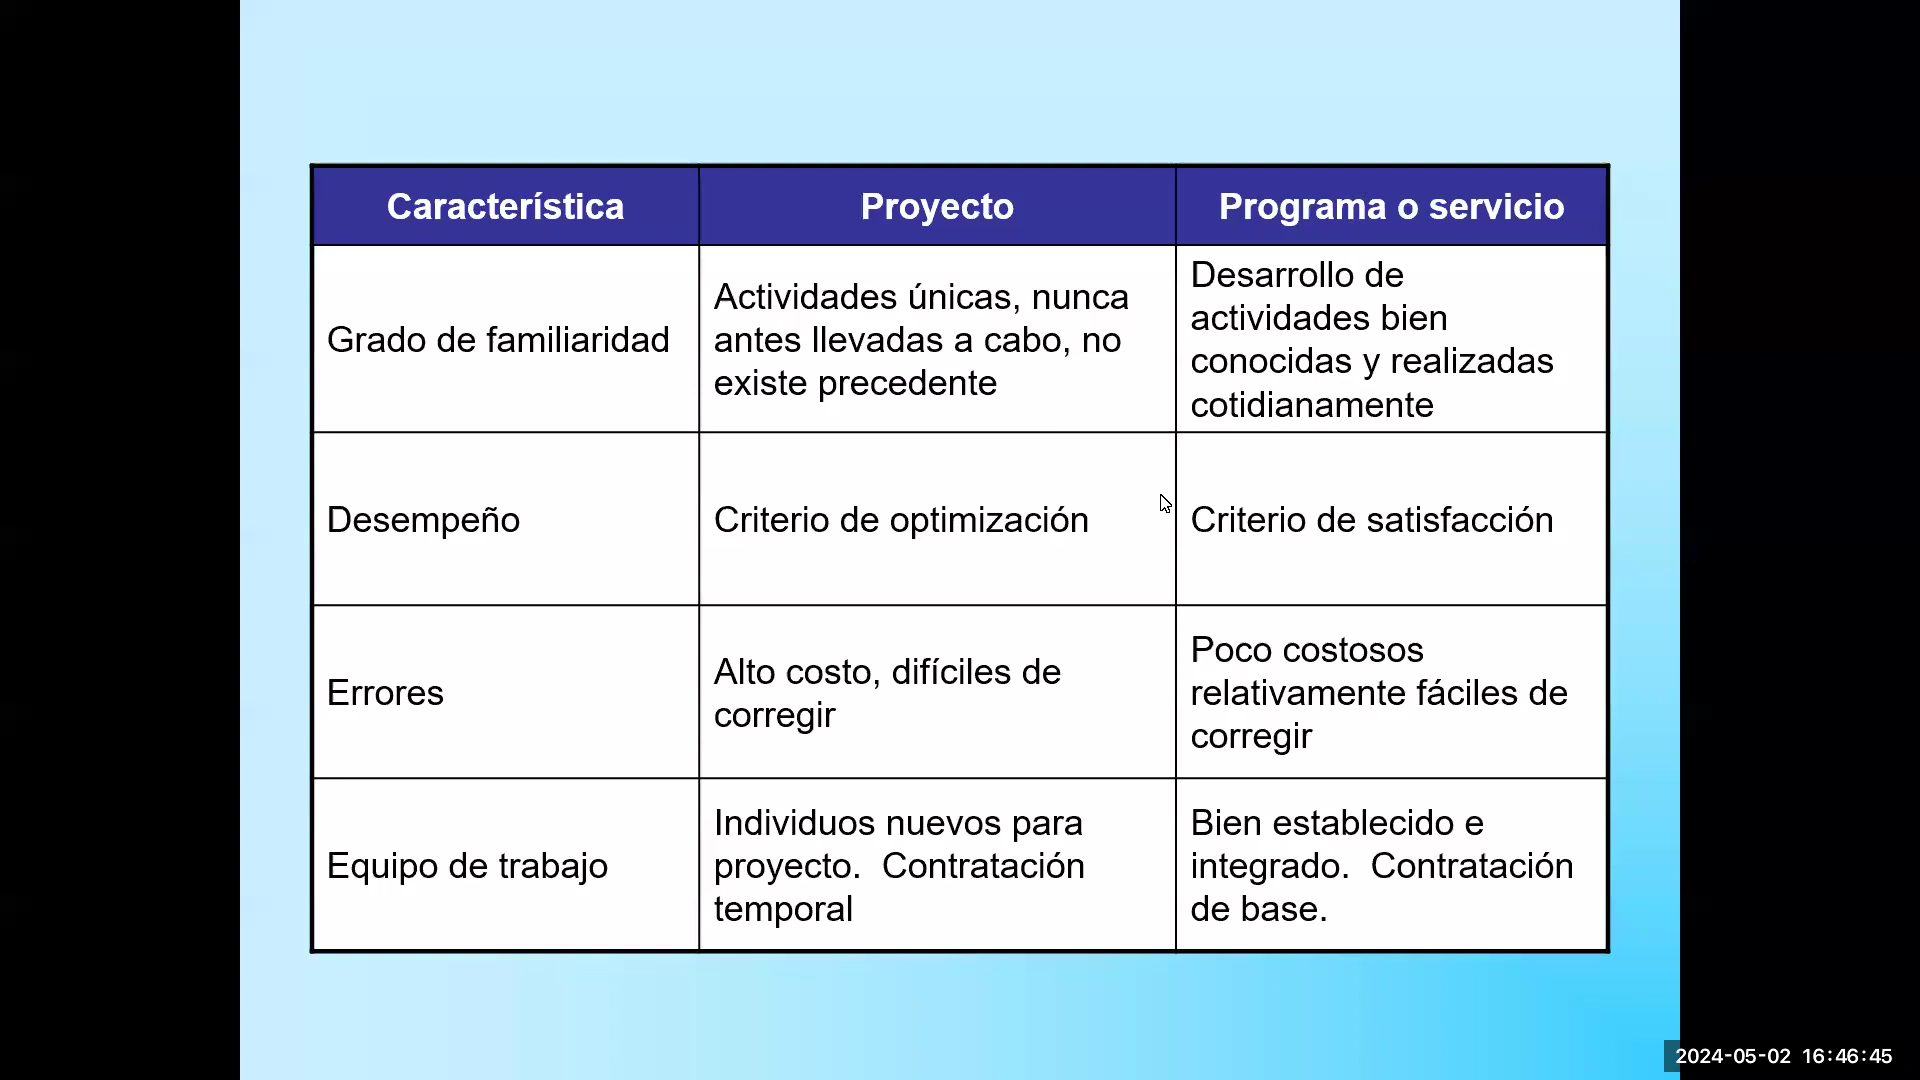 Característica
Proyecto
Programa o servicio
Grado de familiaridad
Actividades únicas, nunca
antes llevadas a cabo, no
existe precedente
Desarrollo de
actividades bien
conocidas y realizadas
cotidianamente
Desempeño
Criterio de optimización
Criterio de satisfacción
Errores
Alto costo, difíciles de
corregir
Poco costosos
relativamente fáciles de
corregir
Equipo de trabajo
Individuos nuevos para
proyecto.  Contratación
temporal
Bien establecido e
integrado.  Contratación
de base.
2024-05-02 16:46:45